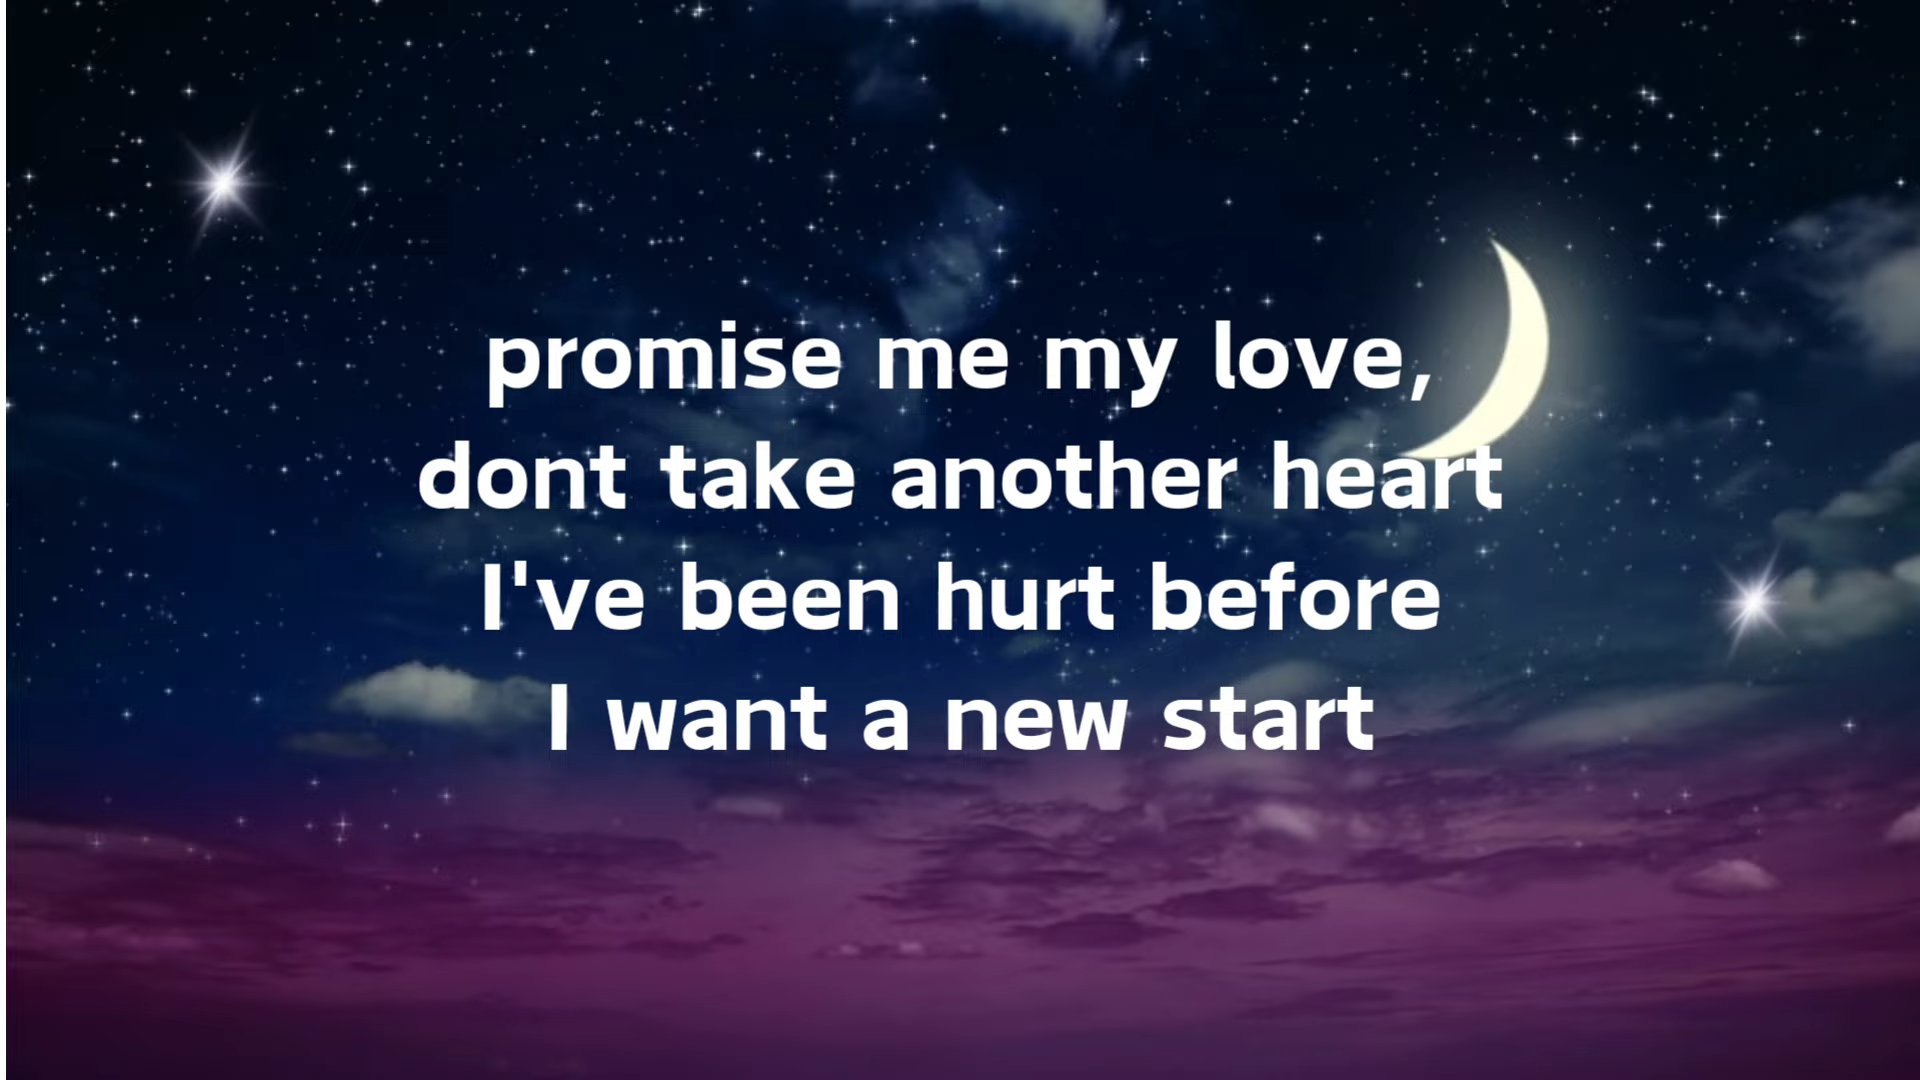 promise me my love,
dont take another heart
I've been hurt before
I want a new start